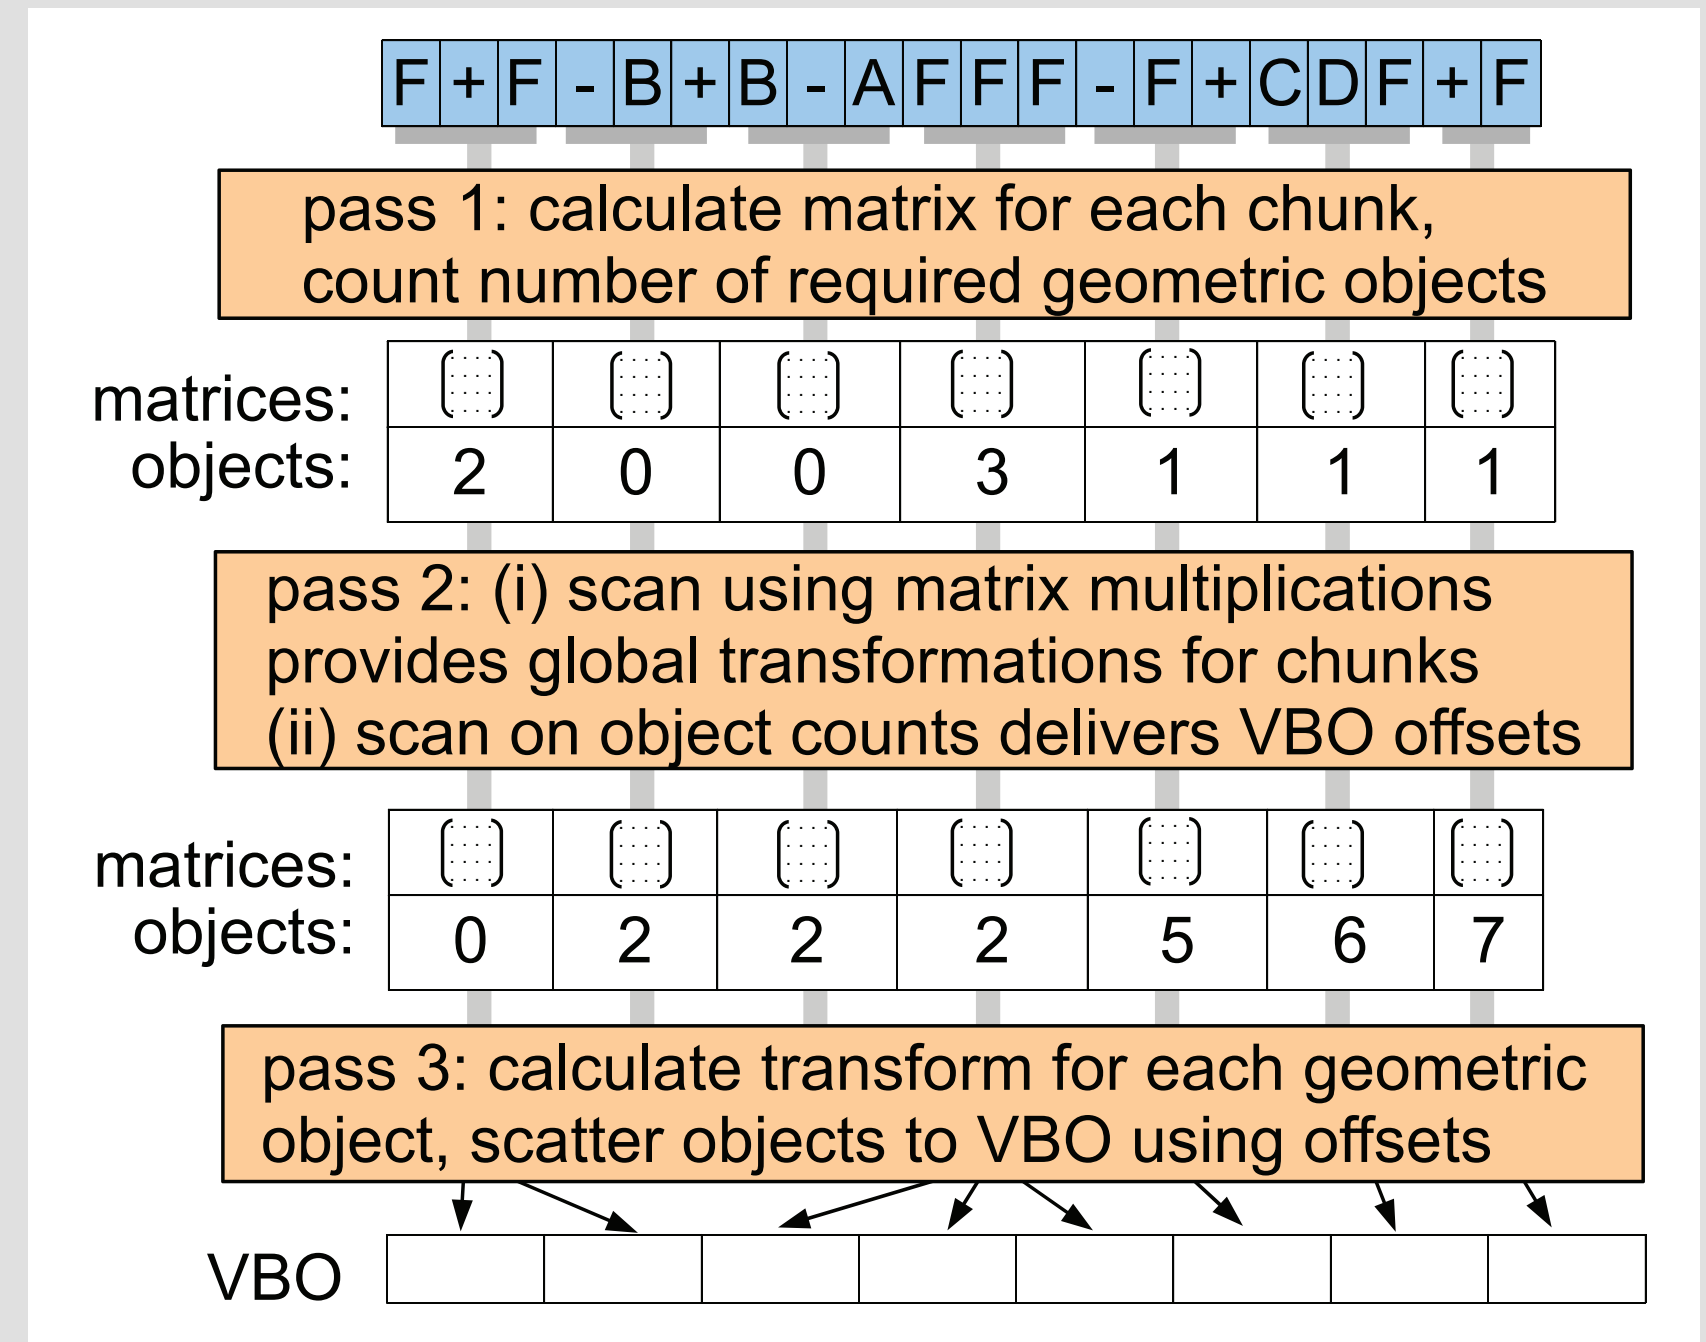 F + F - B + B - A F F F - F + C D F + F
pass 1: calculate matrix for each chunk,
count number of required geometric objects
matrices:
objects: 2 0 0 3 1 1 1
pass 2: (i) scan using matrix multiplications
provides global transformations for chunks
(ii) scan on object counts delivers VBO offsets
matrices:
objects: 0 2 2 2 5 6 7
pass 3: calculate transform for each geometric
object, scatter objects to VBO using offsets
VBO